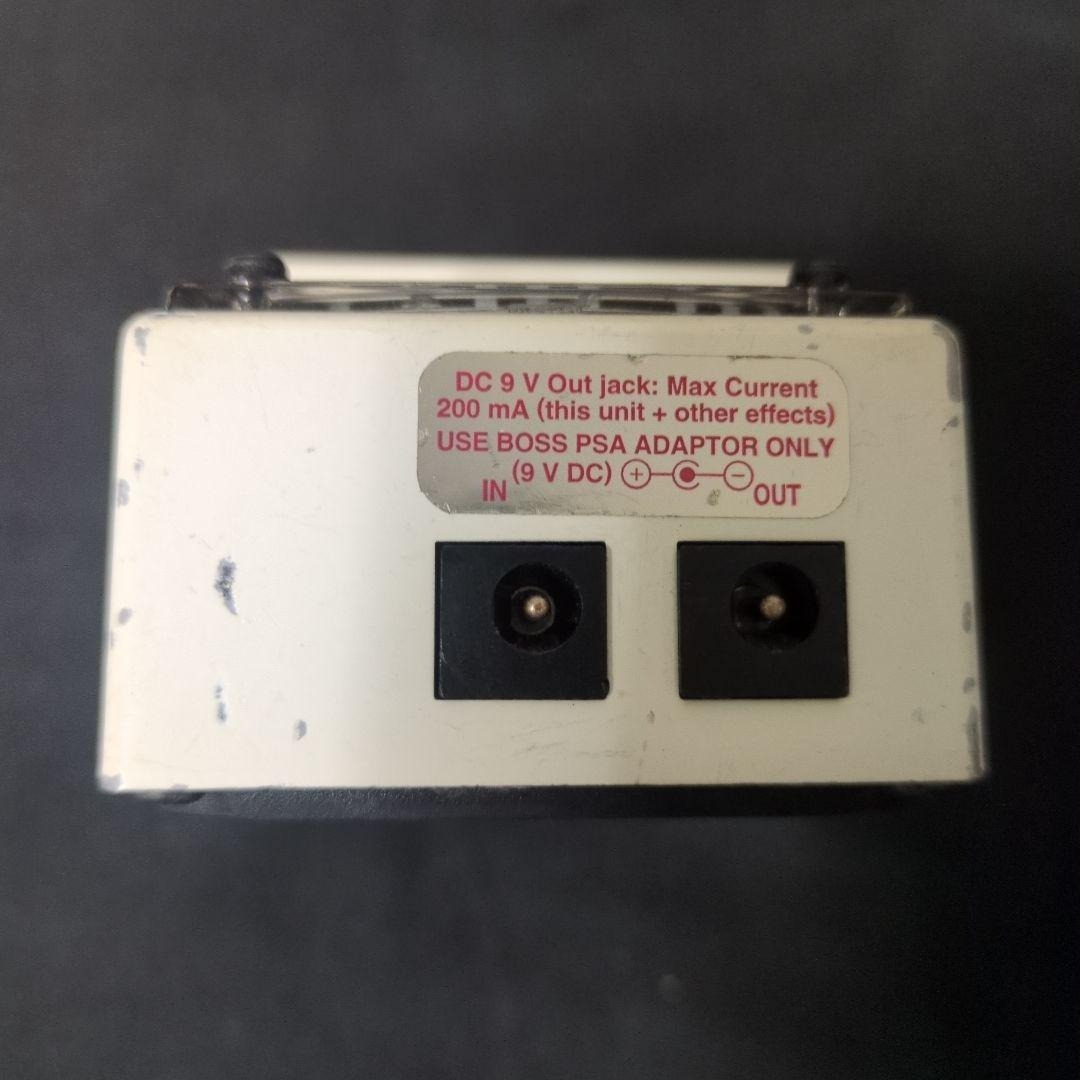 DC 9 V Out jack: Max Current
200 mA (this unit + other effects)
USE BOSS PSA ADAPTOR ONLY
(9 V DC) + −
IN OUT